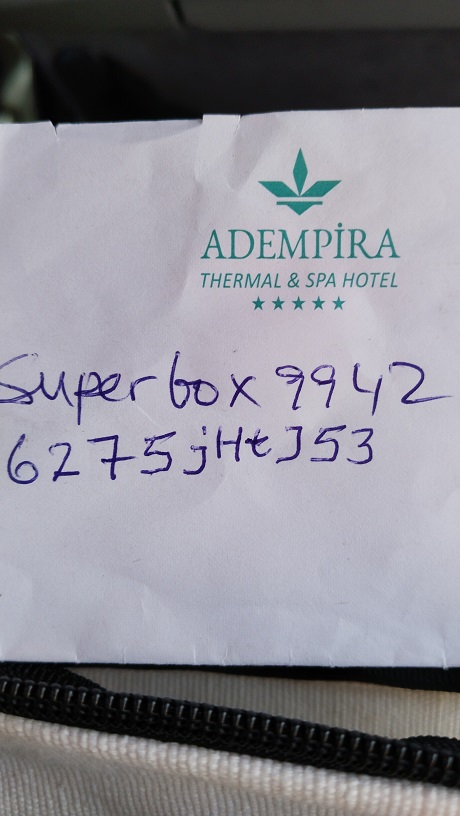 ADEMPİRA
THERMAL & SPA HOTEL
Superbox 9942
6275jHtJ53